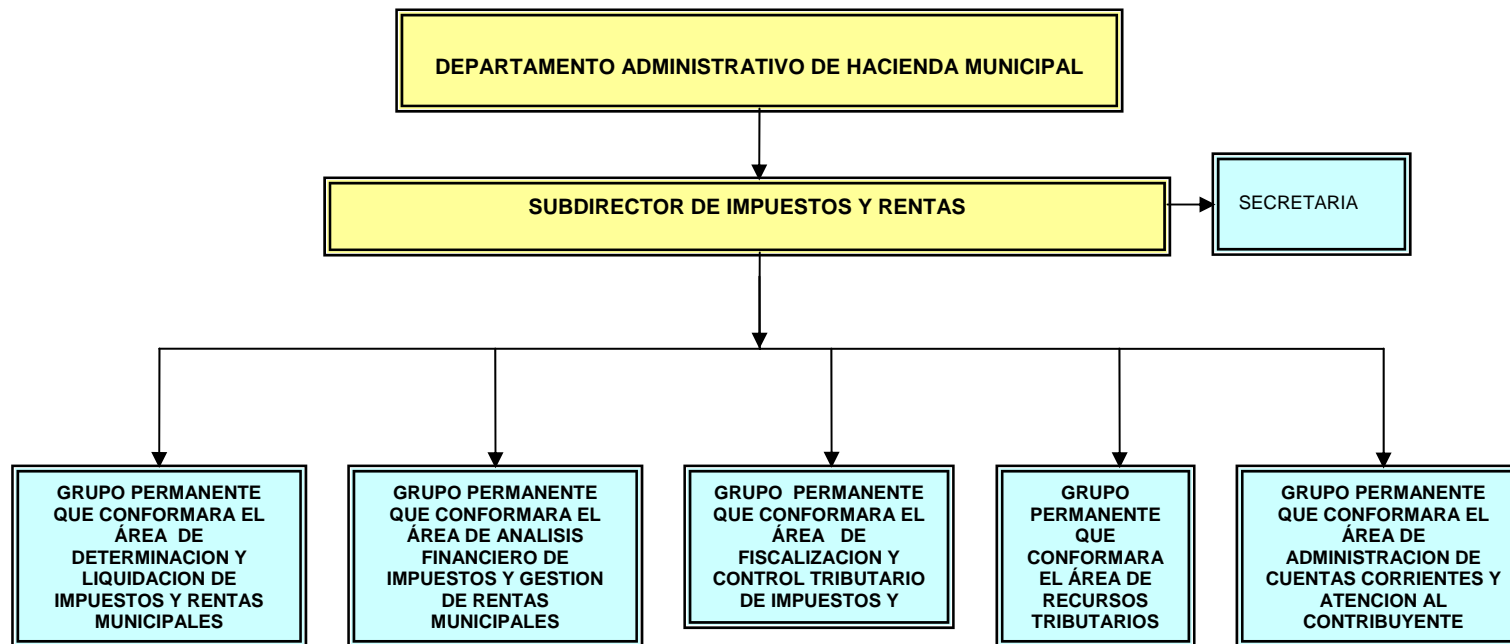 DEPARTAMENTO ADMINISTRATIVO DE HACIENDA MUNICIPAL
SUBDIRECTOR DE IMPUESTOS Y RENTAS
SECRETARIA
GRUPO PERMANENTE
QUE CONFORMARA EL
ÁREA DE
DETERMINACION Y
LIQUIDACION DE
IMPUESTOS Y RENTAS
MUNICIPALES
GRUPO PERMANENTE
QUE CONFORMARA EL
ÁREA DE ANALISIS
FINANCIERO DE
IMPUESTOS Y GESTION
DE RENTAS
MUNICIPALES
GRUPO PERMANENTE
QUE CONFORMARA EL
ÁREA DE
FISCALIZACION Y
CONTROL TRIBUTARIO
DE IMPUESTOS Y
GRUPO
PERMANENTE
QUE
CONFORMARA
EL ÁREA DE
RECURSOS
TRIBUTARIOS
GRUPO PERMANENTE
QUE CONFORMARA EL
ÁREA DE
ADMINISTRACION DE
CUENTAS CORRIENTES Y
ATENCION AL
CONTRIBUYENTE